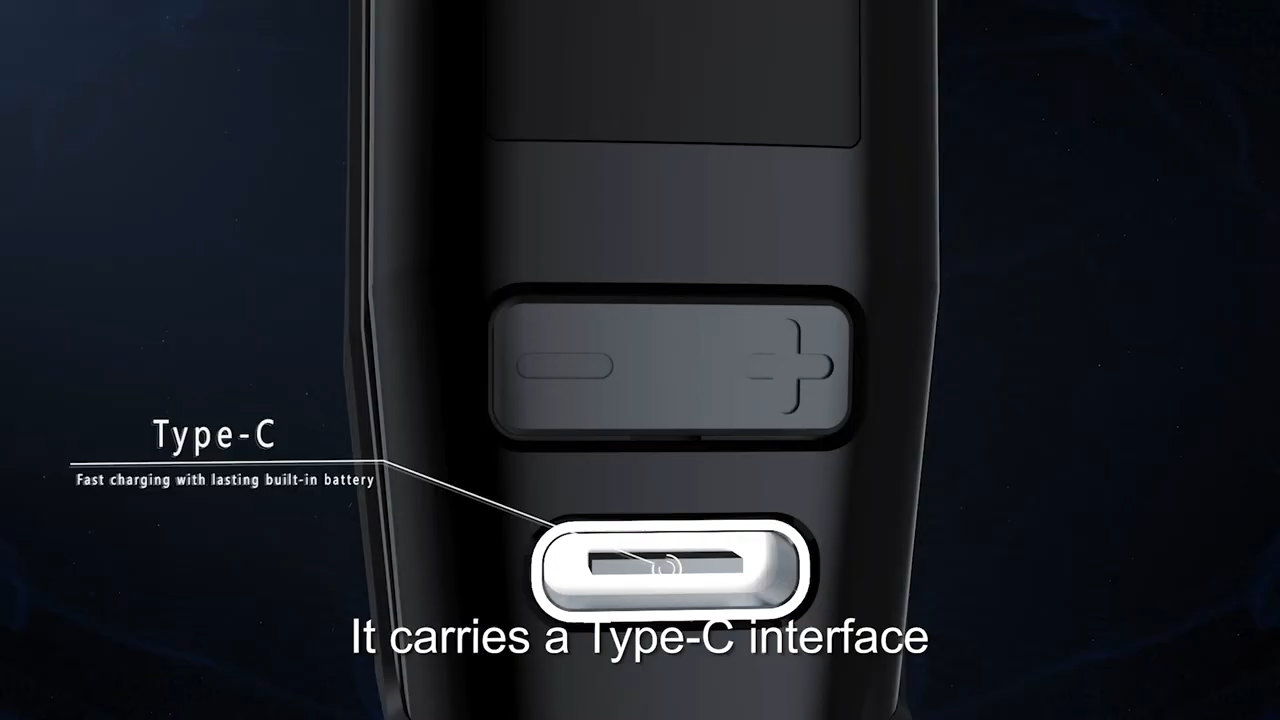 Type-C
Fast charging with lasting built-in battery
It carries a Type-C interface